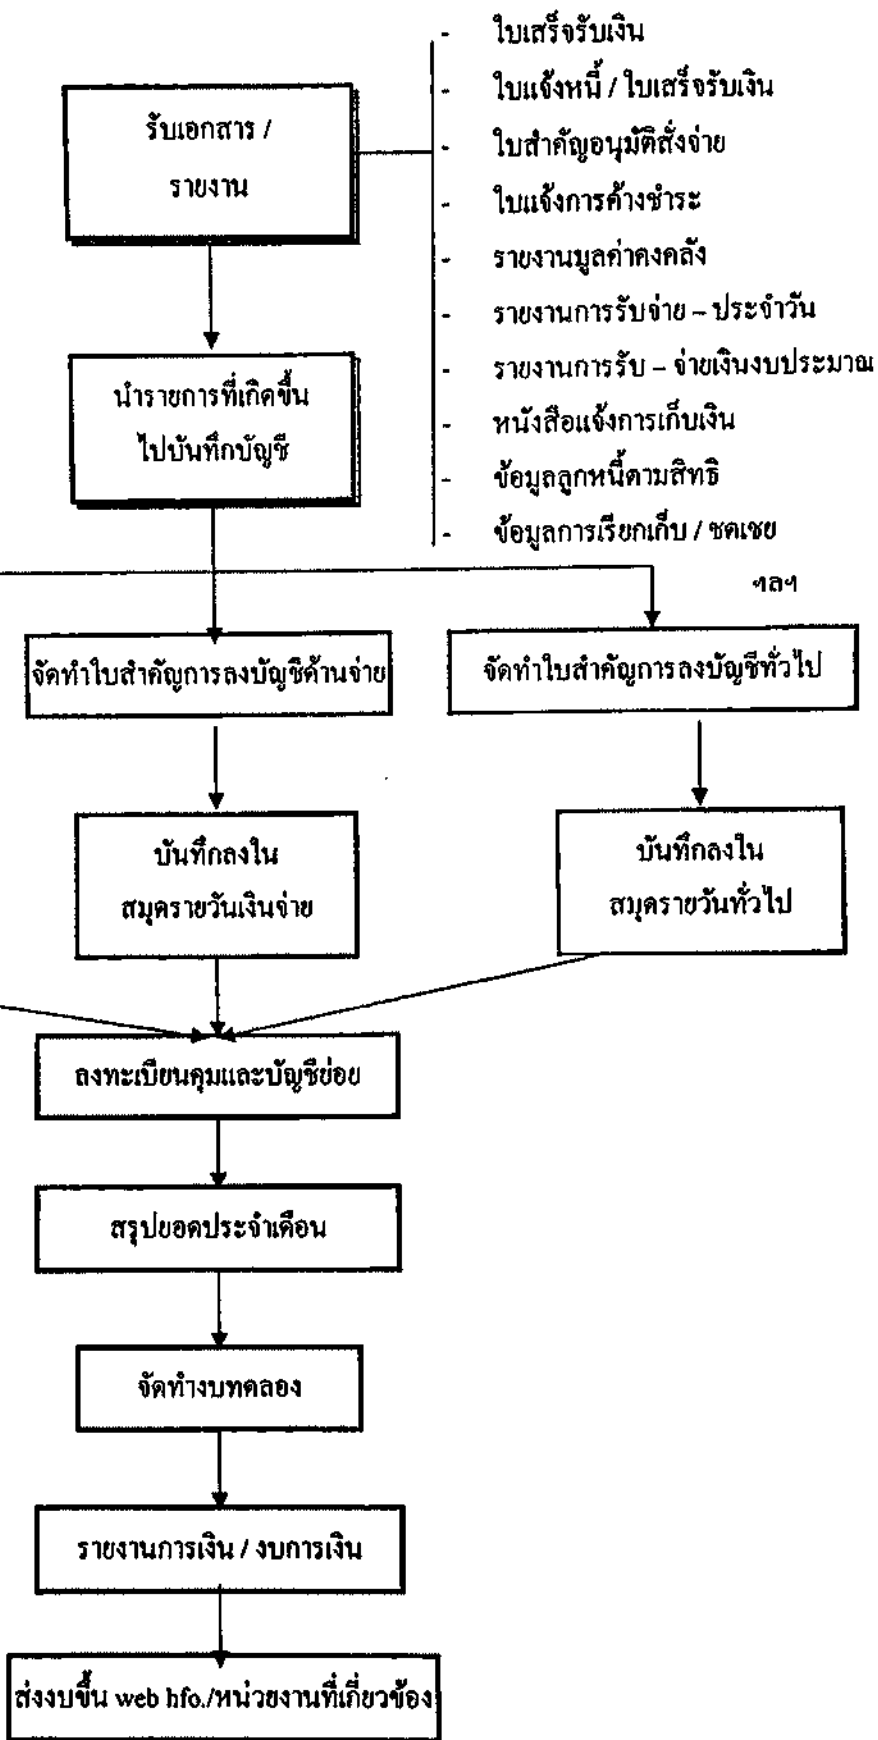 รับเอกสาร /
รายงาน
- ใบเสร็จรับเงิน
- ใบแจ้งหนี้ / ใบเสร็จรับเงิน
- ใบสำคัญอนุมัติสั่งจ่าย
- ใบแจ้งการค้างชำระ
- รายงานมูลค่าคงคลัง
- รายงานการรับจ่าย – ประจำวัน
- รายงานการรับ – จ่ายเงินงบประมาณ
- หนังสือแจ้งการเก็บเงิน
- ข้อมูลลูกหนี้ตามสิทธิ
- ข้อมูลการเรียกเก็บ / ชดเชย
ฯลฯ
นำรายการที่เกิดขึ้น
ไปบันทึกบัญชี
จัดทำใบสำคัญการลงบัญชีด้านจ่าย
จัดทำใบสำคัญการลงบัญชีทั่วไป
บันทึกลงใน
สมุดรายวันเงินจ่าย
บันทึกลงใน
สมุดรายวันทั่วไป
ลงทะเบียนคุมและบัญชีย่อย
สรุปยอดประจำเดือน
จัดทำงบทดลอง
รายงานการเงิน / งบการเงิน
ส่งงบขึ้น web hfo./หน่วยงานที่เกี่ยวข้อง